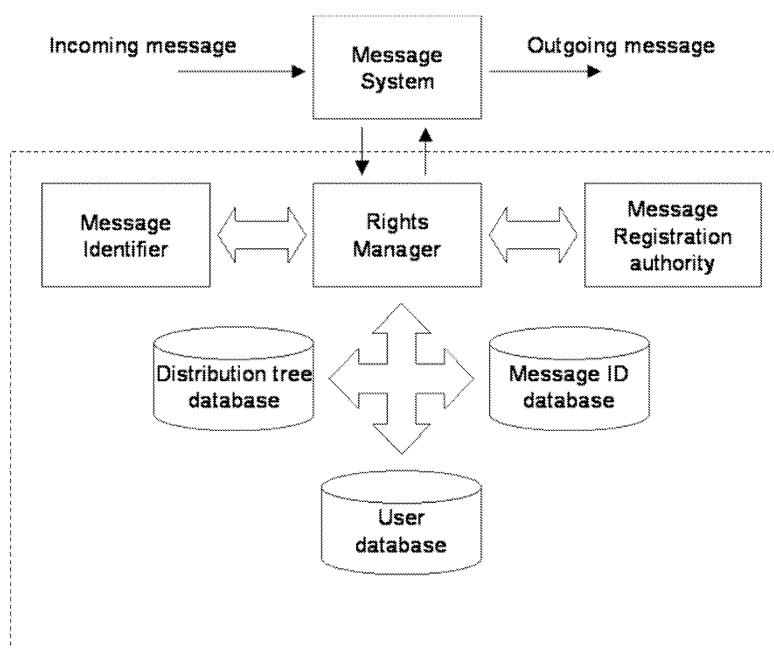 Incoming message
Message
System
Outgoing message
Message
Identifier
Rights
Manager
Message
Registration
authority
Distribution tree
database
Message ID
database
User
database